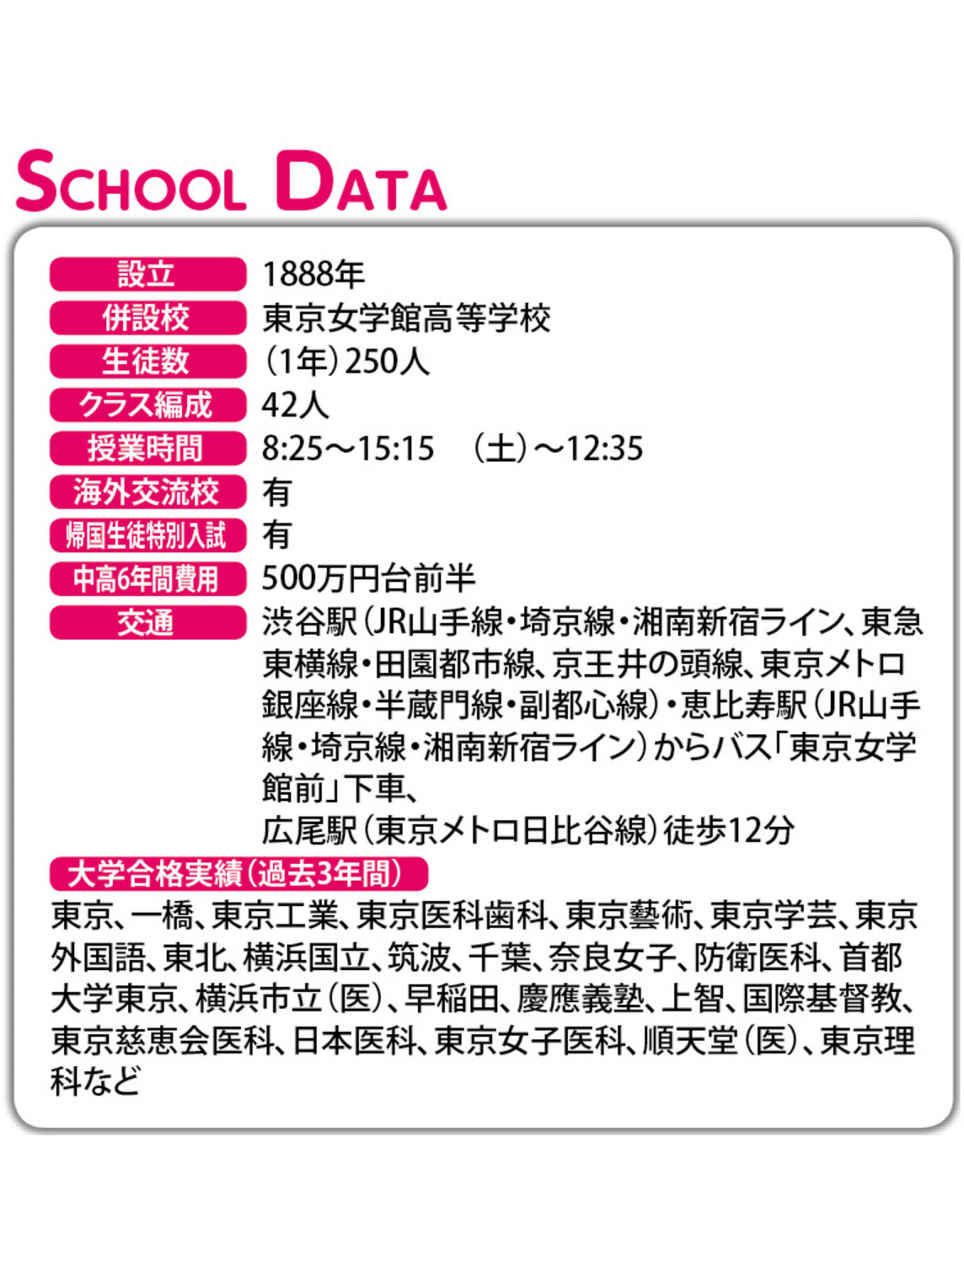 SCHOOL DATA
設立 1888年
併設校 東京女学館高等学校
生徒数 （1年）250人
クラス編成 42人
授業時間 8:25～15:15　（土）～12:35
海外交流校 有
帰国生徒特別入試 有
中高6年間費用 500万円台前半
交通 渋谷駅（JR山手線・埼京線・湘南新宿ライン、東急
東横線・田園都市線、京王井の頭線、東京メトロ
銀座線・半蔵門線・副都心線）・恵比寿駅（JR山手
線・埼京線・湘南新宿ライン）からバス「東京女学
館前」下車、
広尾駅（東京メトロ日比谷線）徒歩12分
大学合格実績（過去3年間）
東京、一橋、東京工業、東京医科歯科、東京藝術、東京学芸、東京
外国語、東北、横浜国立、筑波、千葉、奈良女子、防衛医科、首都
大学東京、横浜市立（医）、早稲田、慶應義塾、上智、国際基督教、
東京慈恵会医科、日本医科、東京女子医科、順天堂（医）、東京理
科など